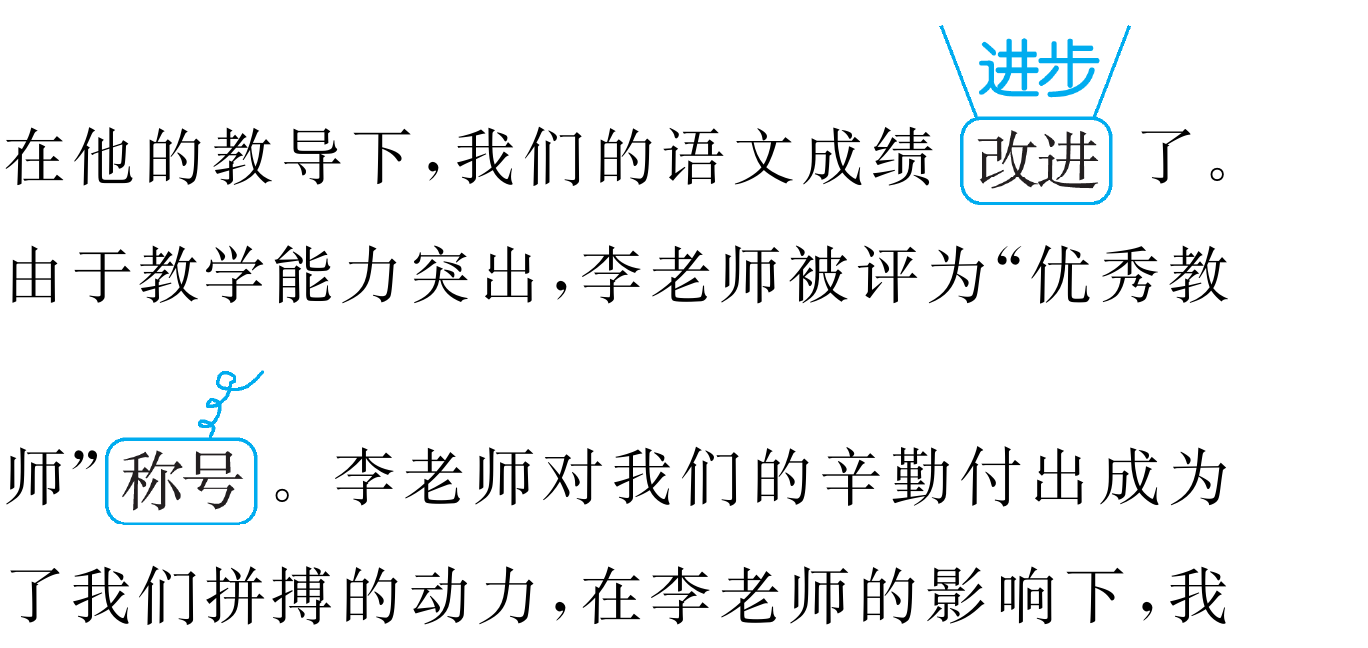 进步
在他的教导下,我们的语文成绩改进了。
由于教学能力突出,李老师被评为“优秀教
师”称号。李老师对我们的辛勤付出成为
了我们拼搏的动力,在李老师的影响下,我